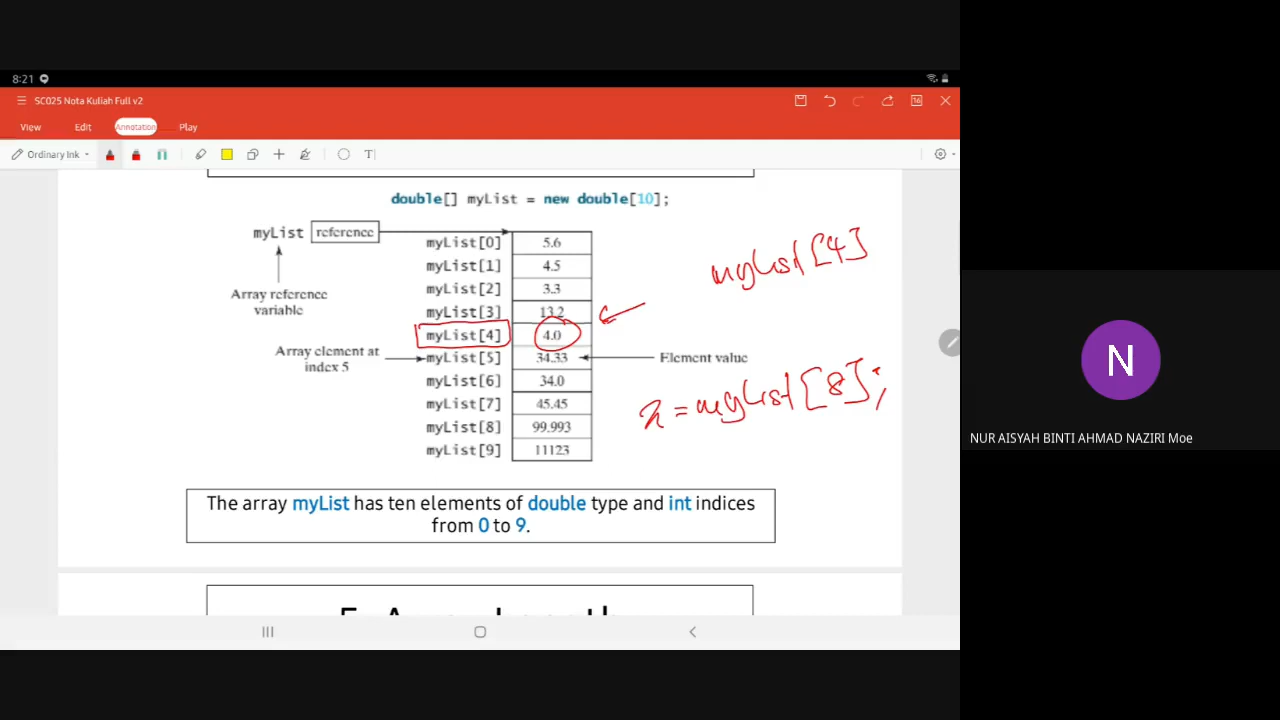 8:21
SC025 Nota Kuliah Full v2
View Edit Annotation Play
Ordinary Ink T
double[] myList = new double[10];
myList reference
Array reference
variable
myList[0] 5.6
myList[1] 4.5
myList[2] 3.3
myList[3] 13.2
myList[4] 4.0
Array element at
index 5
myList[5] 34.33
Element value
myList[6] 34.0
myList[7] 45.45
myList[8] 99.993
myList[9] 11123
myList[4]
x = myList[8];
The array myList has ten elements of double type and int indices
from 0 to 9.
N
NUR AISYAH BINTI AHMAD NAZIRI Moe